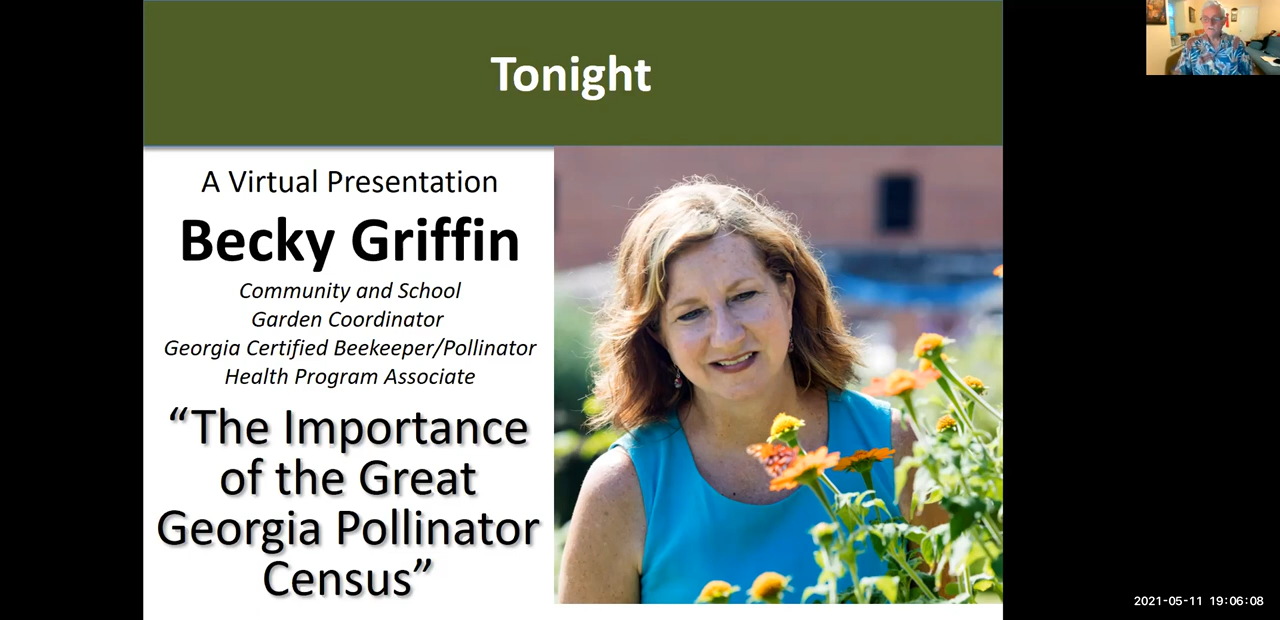 Tonight
A Virtual Presentation
Becky Griffin
Community and School
Garden Coordinator
Georgia Certified Beekeeper/Pollinator
Health Program Associate
“The Importance
of the Great
Georgia Pollinator
Census”
2021-05-11 19:06:08